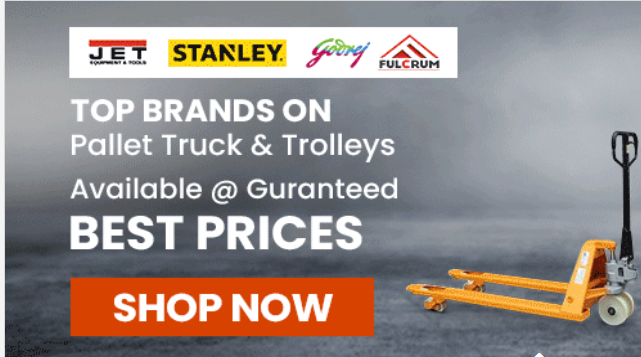 JET STANLEY. Godrej FULCRUM
EQUIPMENT & TOOLS
TOP BRANDS ON
Pallet Truck & Trolleys
Available @ Guranteed
BEST PRICES
SHOP NOW